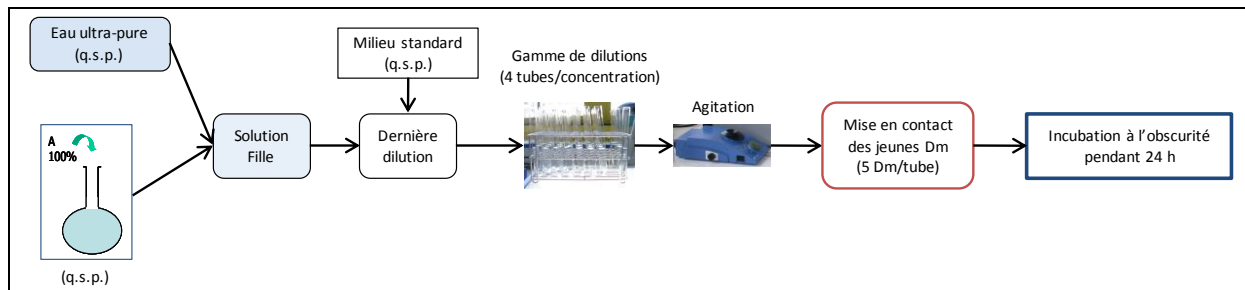 Eau ultra-pure
(q.s.p.)
A
100%
(q.s.p.)
Solution
Fille
Milieu standard
(q.s.p.)
Dernière
dilution
Gamme de dilutions
(4 tubes/concentration)
Agitation
Mise en contact
des jeunes Dm
(5 Dm/tube)
Incubation à l’obscurité
pendant 24 h